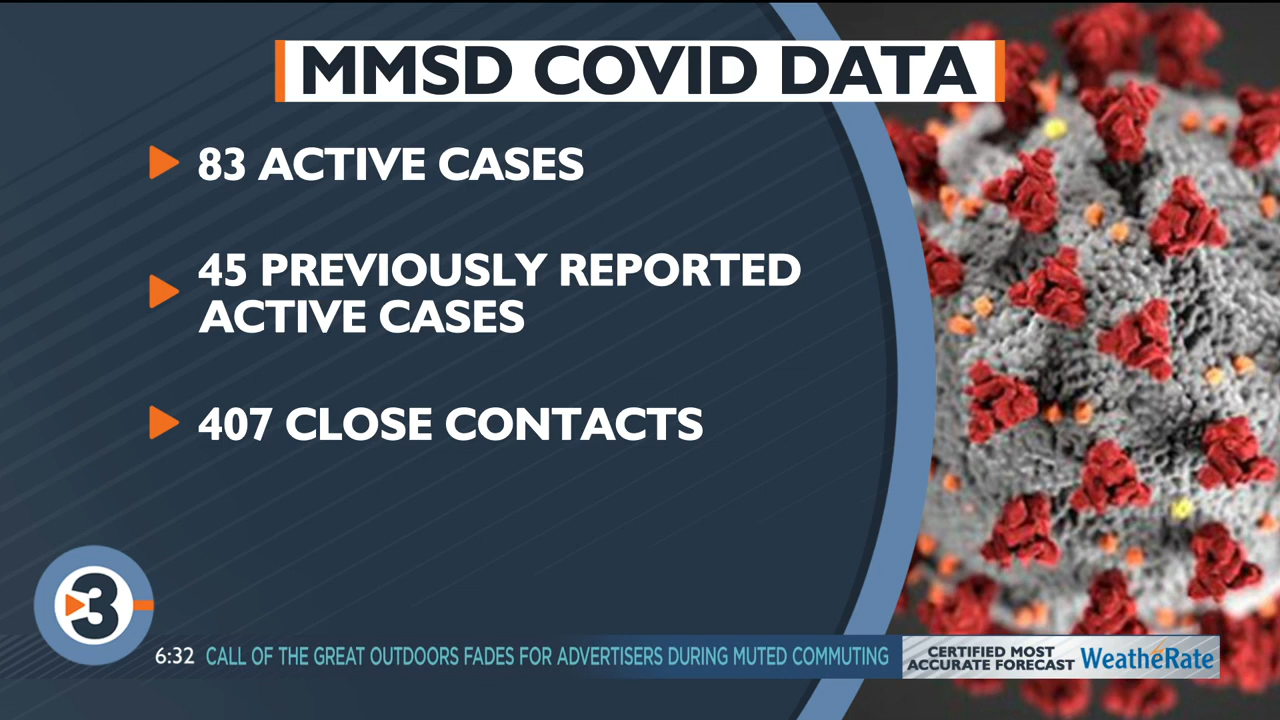 MMSD COVID DATA
83 ACTIVE CASES
45 PREVIOUSLY REPORTED
ACTIVE CASES
407 CLOSE CONTACTS
3
6:32 CALL OF THE GREAT OUTDOORS FADES FOR ADVERTISERS DURING MUTED COMMUTING
CERTIFIED MOST
ACCURATE FORECAST
WeatheRate